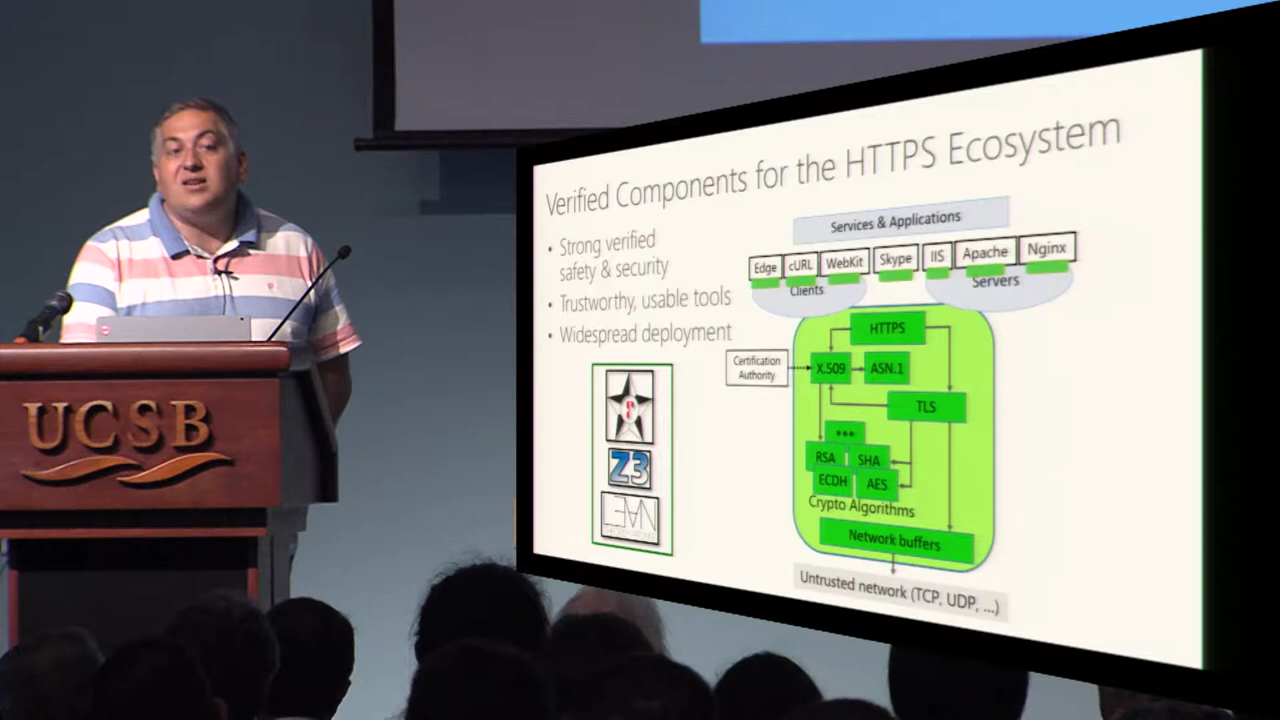 UCSB
Verified Components for the HTTPS Ecosystem
• Strong verified
safety & security
• Trustworthy, usable tools
• Widespread deployment
Z3
Services & Applications
Edge
cURL
WebKit
Skype
IIS
Apache
Nginx
Clients
Servers
HTTPS
Certification
Authority
X.509
ASN.1
TLS
•••
RSA
SHA
ECDH
AES
Crypto Algorithms
Network buffers
Untrusted network (TCP, UDP, ...)